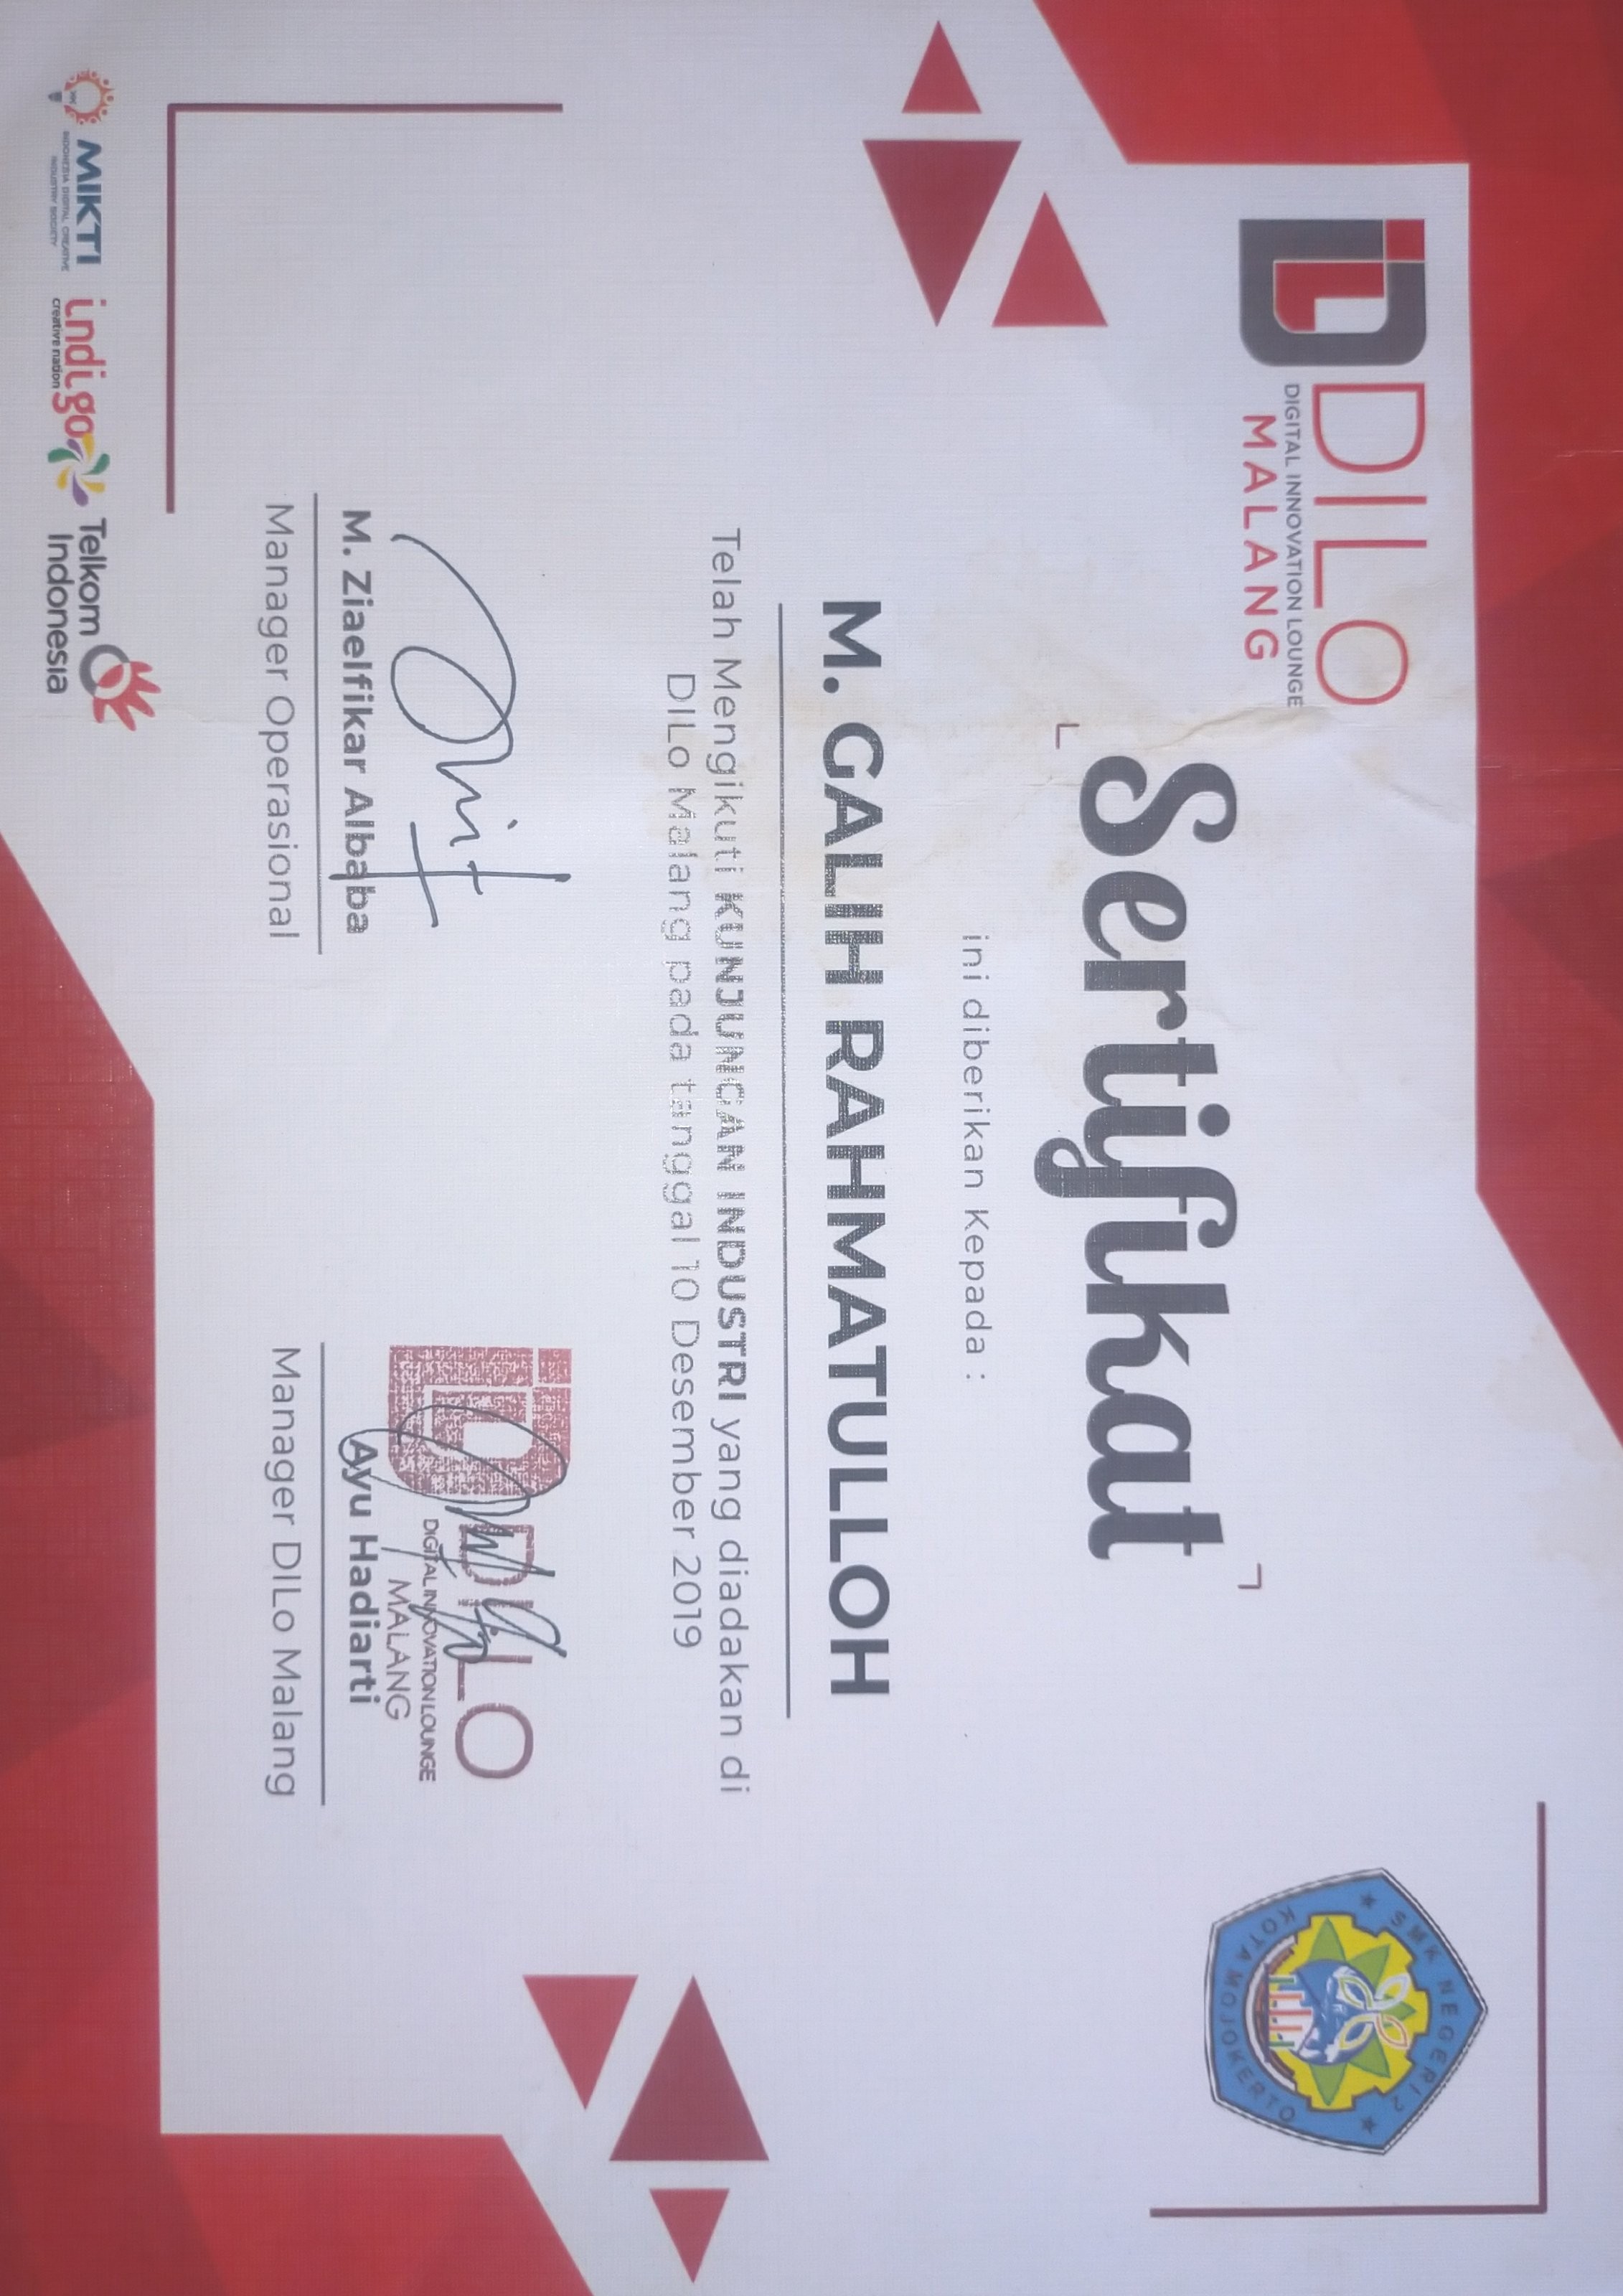 DILo
DIGITAL INNOVATION LOUNGE
MALANG
SMK NEGERI 2
KOTA MOJOKERTO
Sertifikat
ini diberikan Kepada :
M. GALIH RAHMATULLOH
Telah Mengikuti KUNJUNGAN INDUSTRI yang diadakan di
DILo Malang pada tanggal 10 Desember 2019
DILO
DIGITAL INNOVATION LOUNGE
MALANG
M. Ziaelfikar Albaba
Manager Operasional
Ayu Hadiarti
Manager DILo Malang
MIKTI
INDONESIA DIGITAL CREATIVE
INDUSTRY SOCIETY
indigo
creative nation
Telkom
Indonesia